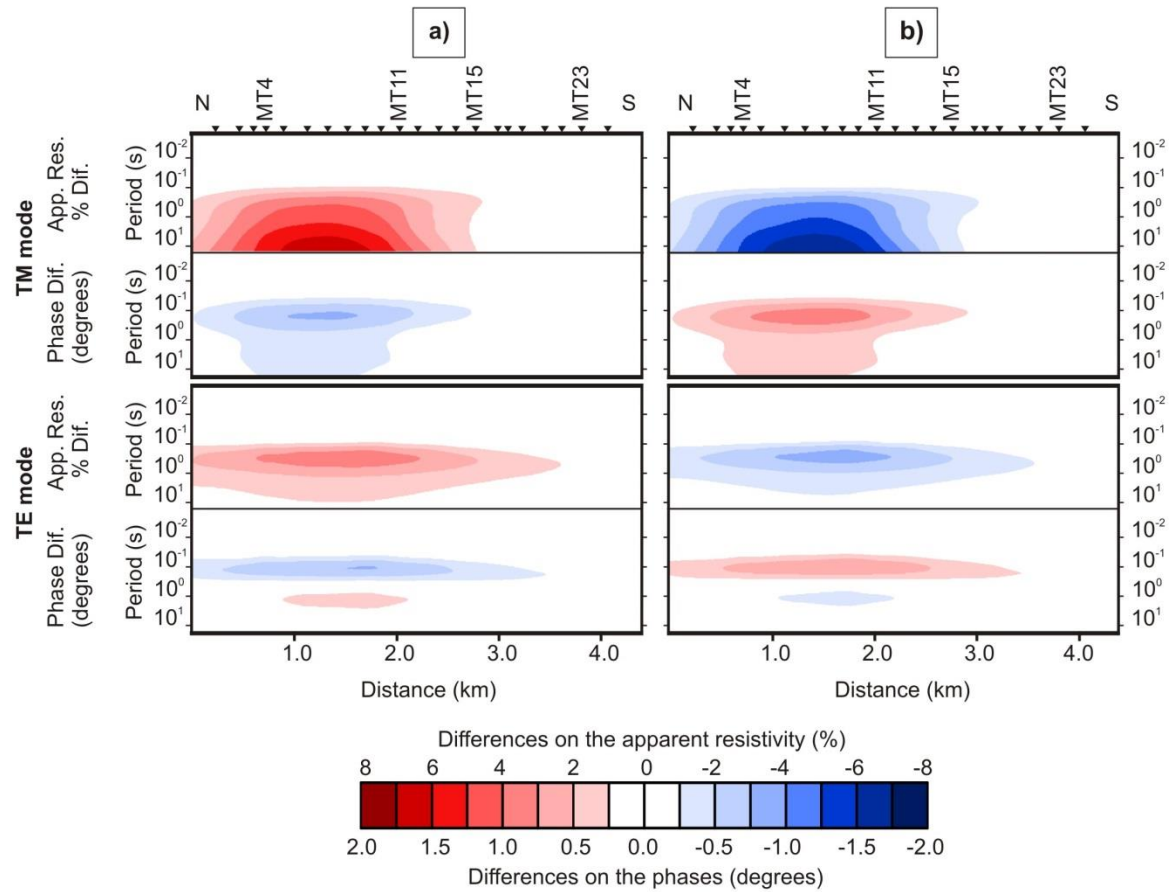 a)
b)
N MT4 MT11 MT15 MT23 S
N MT4 MT11 MT15 MT23 S
TM mode
App. Res.
% Dif.
Period (s)
10-2
10-1
100
101
10-2
10-1
100
101
Phase Dif.
(degrees)
Period (s)
10-2
10-1
100
101
10-2
10-1
100
101
TE mode
App. Res.
% Dif.
Period (s)
10-2
10-1
100
101
10-2
10-1
100
101
Phase Dif.
(degrees)
Period (s)
10-2
10-1
100
101
10-2
10-1
100
101
1.0 2.0 3.0 4.0
1.0 2.0 3.0 4.0
Distance (km)
Distance (km)
Differences on the apparent resistivity (%)
8 6 4 2 0 -2 -4 -6 -8
2.0 1.5 1.0 0.5 0.0 -0.5 -1.0 -1.5 -2.0
Differences on the phases (degrees)